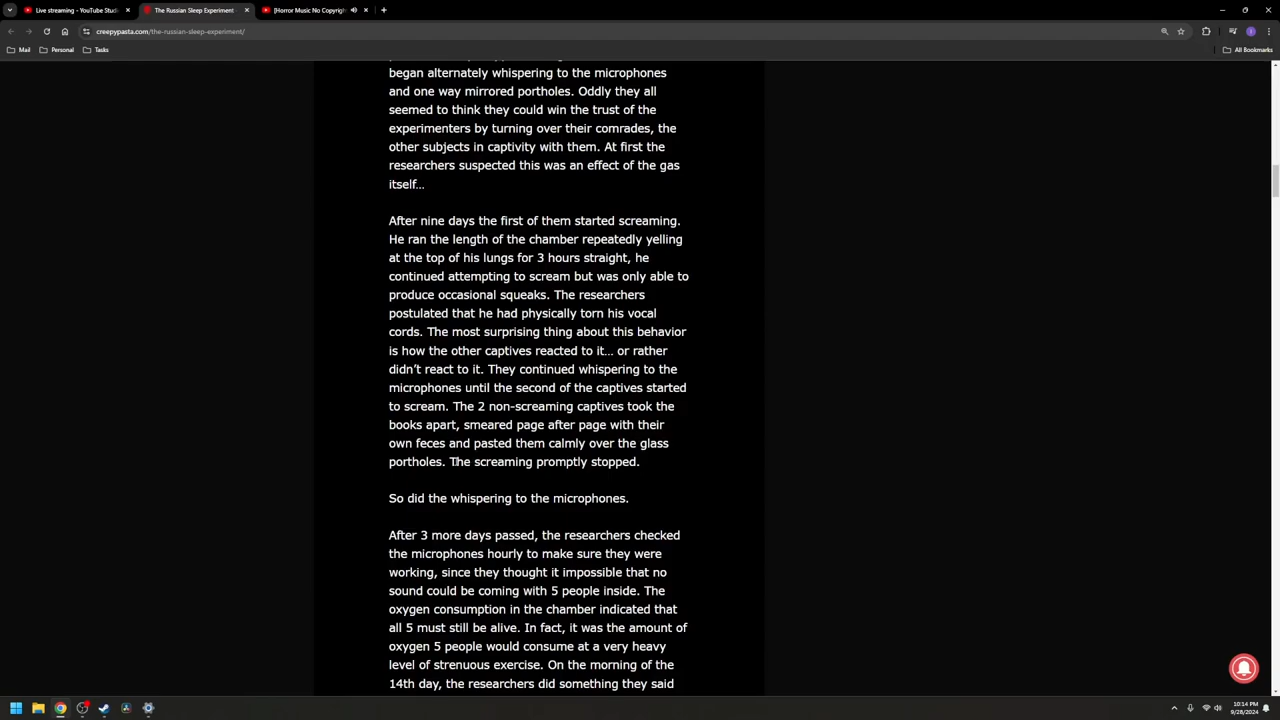 Live streaming - YouTube Stud
The Russian Sleep Experiment
[Horror Music No Copyrigh
creepypasta.com/the-russian-sleep-experiment/
Mail
Personal
Tasks
All Bookmarks
began alternately whispering to the microphones
and one way mirrored portholes. Oddly they all
seemed to think they could win the trust of the
experimenters by turning over their comrades, the
other subjects in captivity with them. At first the
researchers suspected this was an effect of the gas
itself…
After nine days the first of them started screaming.
He ran the length of the chamber repeatedly yelling
at the top of his lungs for 3 hours straight, he
continued attempting to scream but was only able to
produce occasional squeaks. The researchers
postulated that he had physically torn his vocal
cords. The most surprising thing about this behavior
is how the other captives reacted to it… or rather
didn’t react to it. They continued whispering to the
microphones until the second of the captives started
to scream. The 2 non-screaming captives took the
books apart, smeared page after page with their
own feces and pasted them calmly over the glass
portholes. The screaming promptly stopped.
So did the whispering to the microphones.
After 3 more days passed, the researchers checked
the microphones hourly to make sure they were
working, since they thought it impossible that no
sound could be coming with 5 people inside. The
oxygen consumption in the chamber indicated that
all 5 must still be alive. In fact, it was the amount of
oxygen 5 people would consume at a very heavy
level of strenuous exercise. On the morning of the
14th day, the researchers did something they said
10:14 PM
9/28/2024